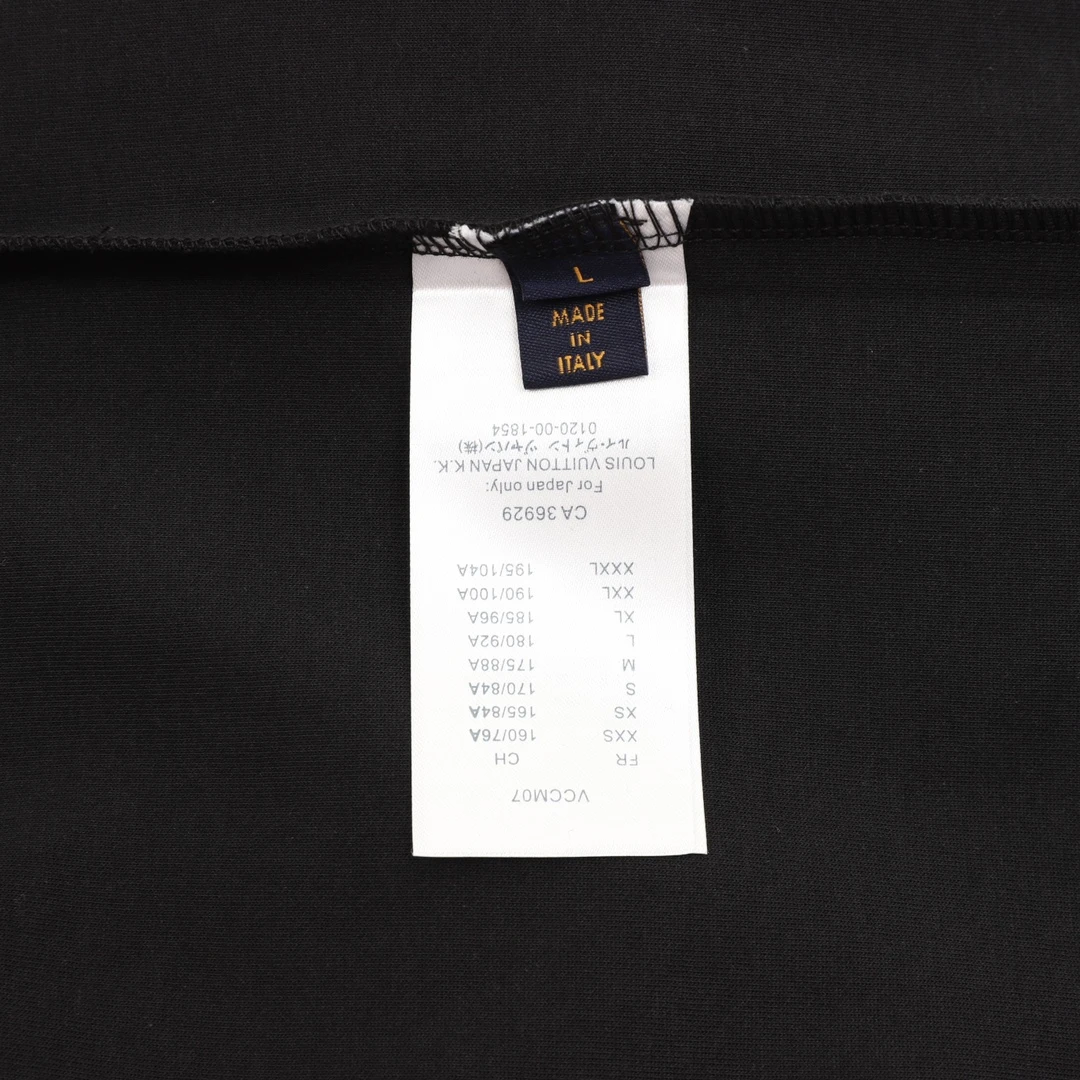 L
MADE
IN
ITALY
VCCM07
FR CH
XXS 160/76A
XS 165/84A
S 170/84A
M 175/88A
L 180/92A
XL 185/96A
XXL 190/100A
XXXL 195/104A
CA 36929
For Japan only:
LOUIS VUITTON JAPAN K.K.
ルイ・ヴィトン ジャパン(株)
0120-00-1854